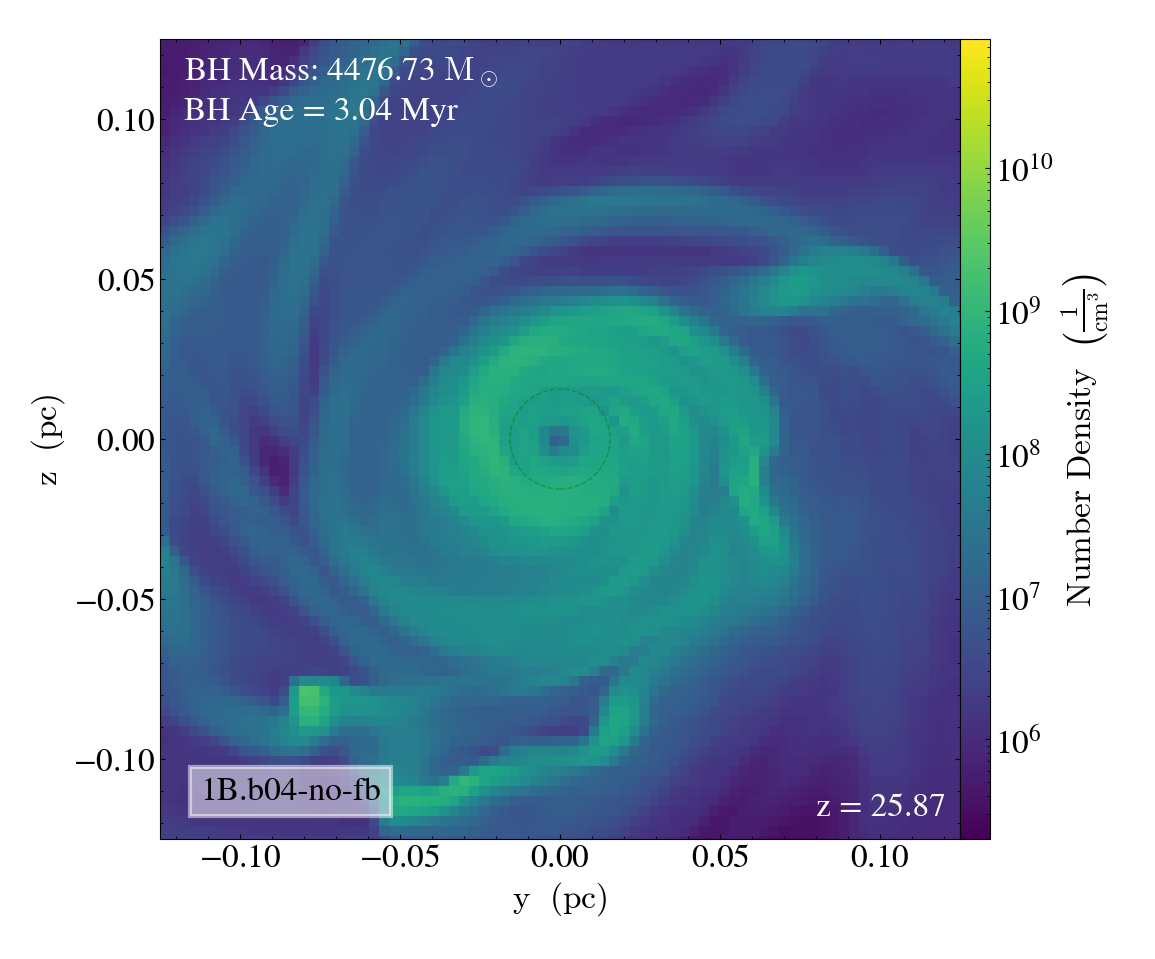 BH Mass: 4476.73 M⊙
BH Age = 3.04 Myr
0.10
0.05
0.00
−0.05
−0.10
z (pc)
1B.b04-no-fb
z = 25.87
−0.10 −0.05 0.00 0.05 0.10
y (pc)
10¹⁰
10⁹
10⁸
10⁷
10⁶
Number Density (1/cm³)